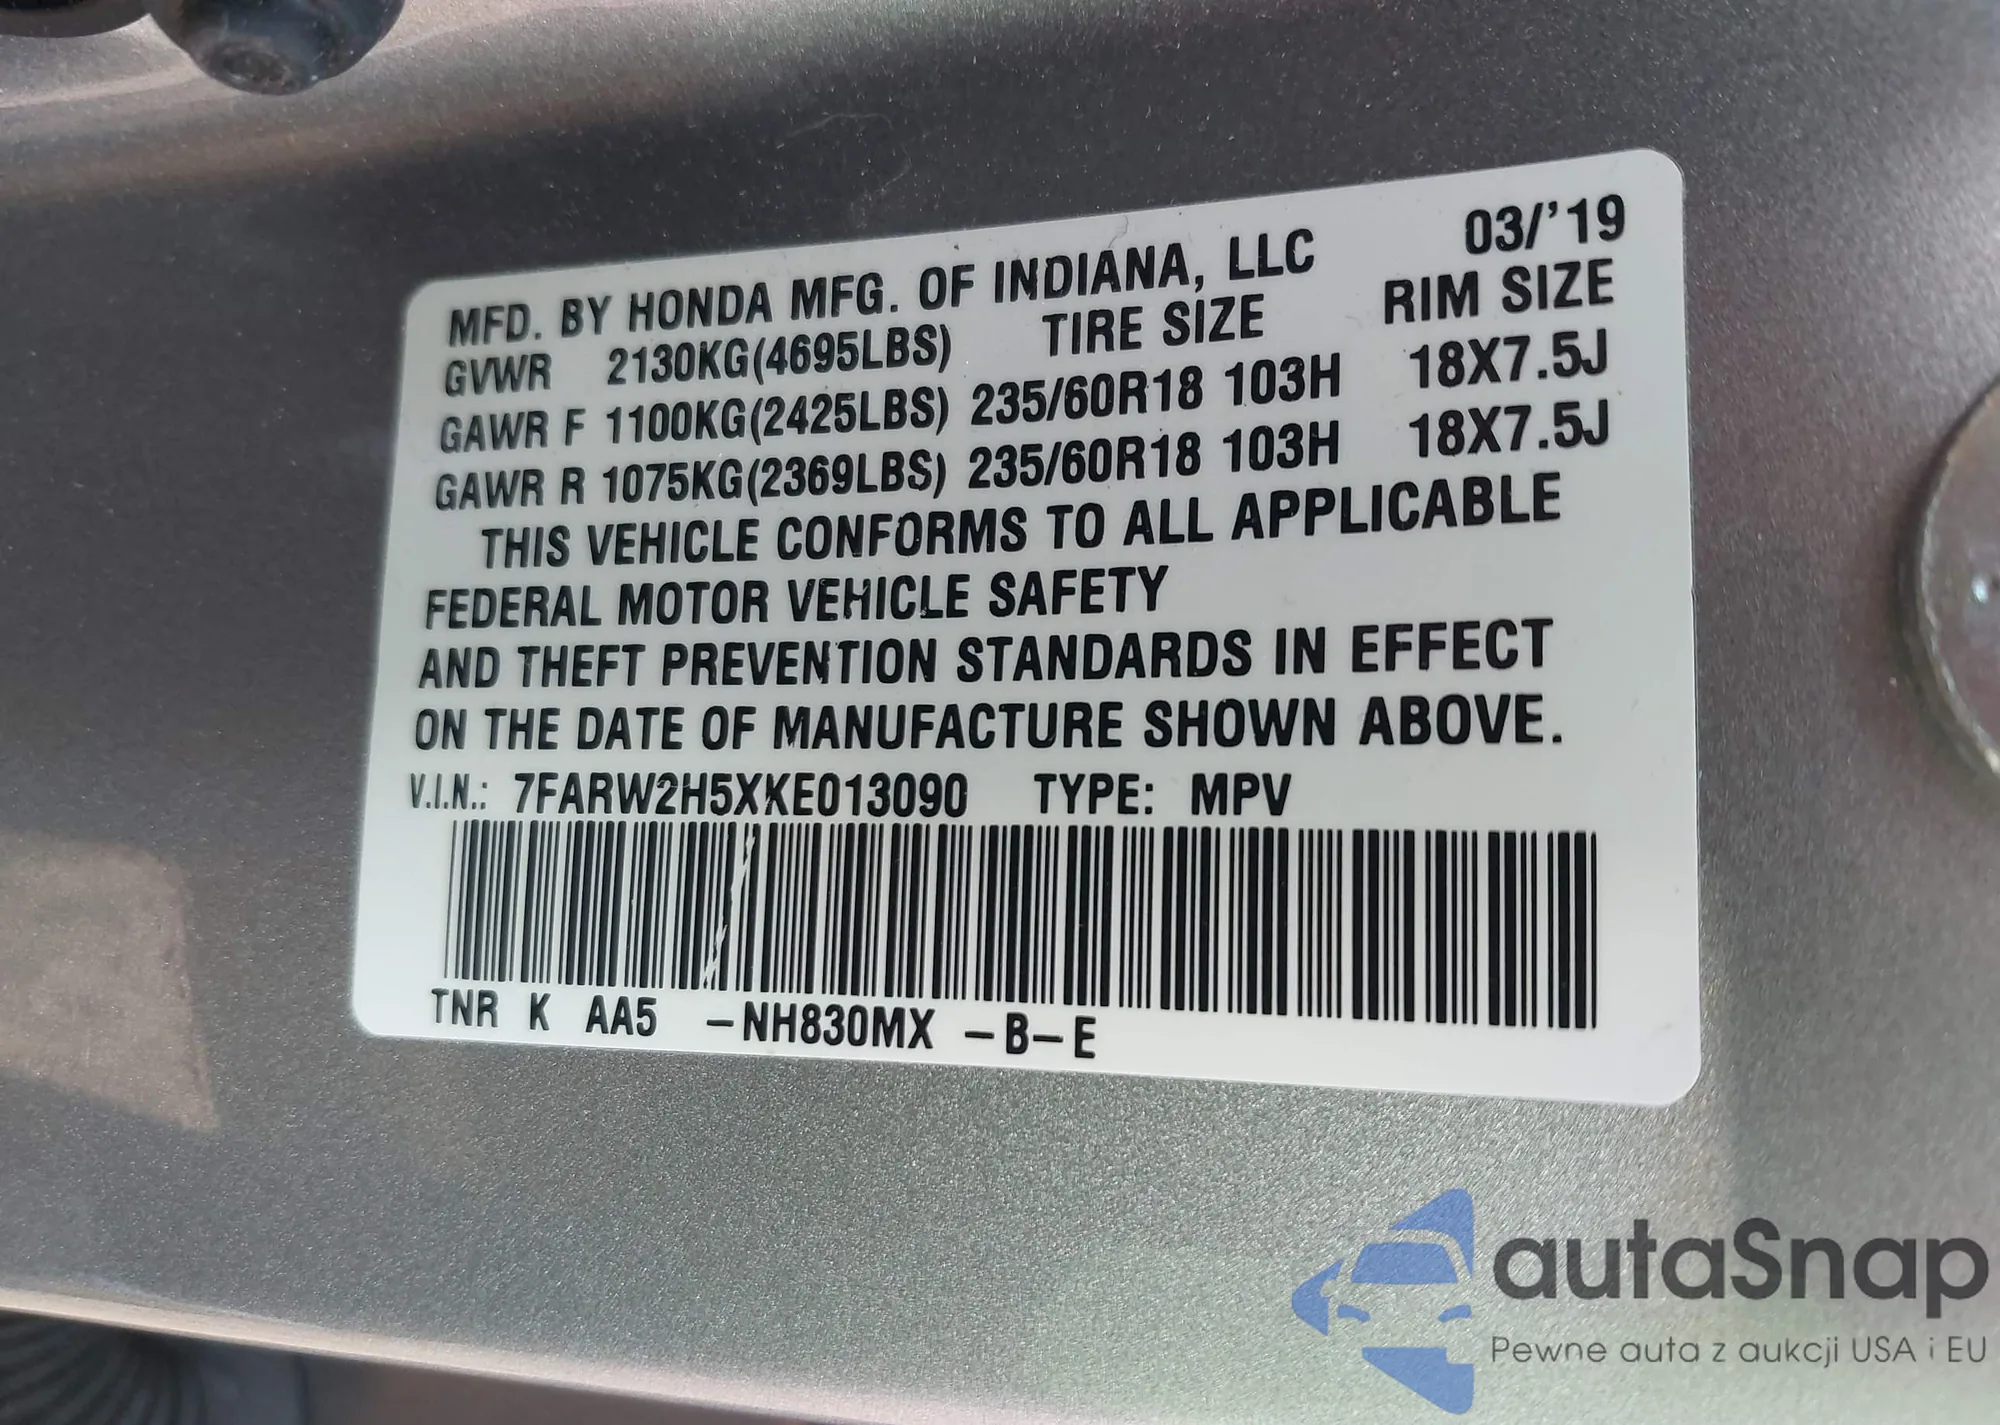 MFD. BY HONDA MFG. OF INDIANA, LLC 03/'19
GVWR 2130KG(4695LBS) TIRE SIZE RIM SIZE
GAWR F 1100KG(2425LBS) 235/60R18 103H 18X7.5J
GAWR R 1075KG(2369LBS) 235/60R18 103H 18X7.5J
THIS VEHICLE CONFORMS TO ALL APPLICABLE
FEDERAL MOTOR VEHICLE SAFETY
AND THEFT PREVENTION STANDARDS IN EFFECT
ON THE DATE OF MANUFACTURE SHOWN ABOVE.
V.I.N.: 7FARW2H5XKE013090 TYPE: MPV
TNR K AA5 -NH830MX -B-E
autaSnap
Pewne auta z aukcji USA i EU